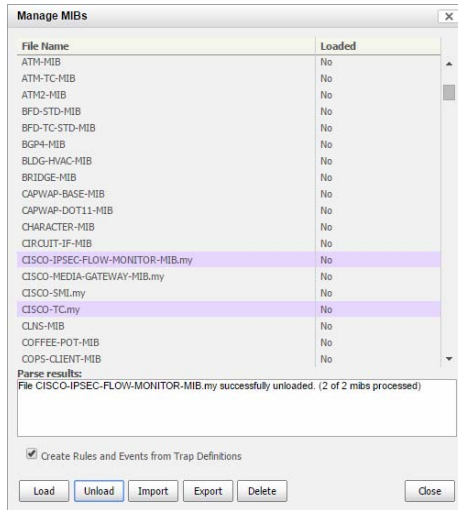 Manage MIBs
File Name Loaded
ATM-MIB No
ATM-TC-MIB No
ATM2-MIB No
BFD-STD-MIB No
BFD-TC-STD-MIB No
BGP4-MIB No
BLDG-HVAC-MIB No
BRIDGE-MIB No
CAPWAP-BASE-MIB No
CAPWAP-DOT11-MIB No
CHARACTER-MIB No
CIRCUIT-IF-MIB No
CISCO-IPSEC-FLOW-MONITOR-MIB.my No
CISCO-MEDIA-GATEWAY-MIB.my No
CISCO-SMI.my No
CISCO-TC.my No
CLNS-MIB No
COFFEE-POT-MIB No
COPS-CLIENT-MIB No
Parse results:
File CISCO-IPSEC-FLOW-MONITOR-MIB.my successfully unloaded. (2 of 2 mibs processed)
Create Rules and Events from Trap Definitions
Load Unload Import Export Delete Close